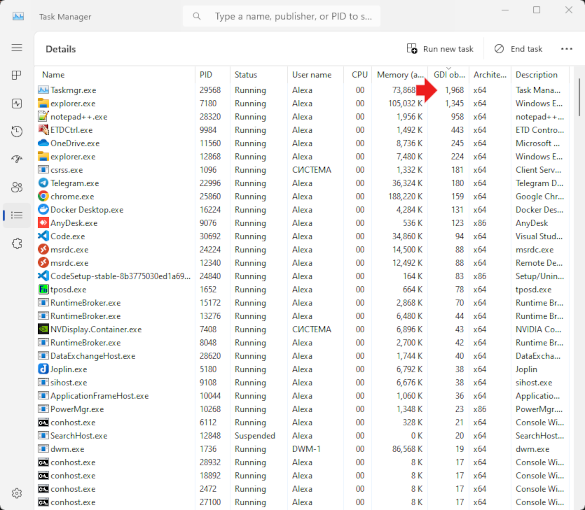 Task Manager
Type a name, publisher, or PID to s...
Details
Run new task
End task
Name PID Status User name CPU Memory (a... GDI ob... Archite... Description
Taskmgr.exe 29568 Running Alexa 00 73,868 1,968 x64 Task Mana...
explorer.exe 7180 Running Alexa 00 105,032 K 1,345 x64 Windows E...
notepad++.exe 28320 Running Alexa 00 1,956 K 958 x64 notepad++...
ETDCtrl.exe 9984 Running Alexa 00 1,492 K 443 x64 ETD Contro...
OneDrive.exe 11560 Running Alexa 00 8,736 K 245 x64 Microsoft ...
explorer.exe 12868 Running Alexa 00 7,480 K 224 x64 Windows E...
csrss.exe 1096 Running СИСТЕМА 00 1,332 K 181 x64 Client Serv...
Telegram.exe 22996 Running Alexa 00 36,324 K 180 x64 Telegram D...
chrome.exe 25860 Running Alexa 00 188,220 K 159 x64 Google Chr...
Docker Desktop.exe 16224 Running Alexa 00 4,284 K 131 x64 Docker Des...
AnyDesk.exe 9076 Running Alexa 00 536 K 123 x86 AnyDesk
Code.exe 30692 Running Alexa 00 34,860 K 94 x64 Visual Stud...
msrdc.exe 24224 Running Alexa 00 14,500 K 88 x64 msrdc.exe
msrdc.exe 12340 Running Alexa 00 12,492 K 88 x64 Remote De...
CodeSetup-stable-8b3775030ed1a69... 24840 Running Alexa 00 164 K 83 x86 Setup/Unin...
tposd.exe 1652 Running Alexa 00 664 K 78 x64 On screen ...
RuntimeBroker.exe 15172 Running Alexa 00 2,868 K 70 x64 Runtime Br...
RuntimeBroker.exe 13276 Running Alexa 00 6,480 K 44 x64 Runtime Br...
NVDisplay.Container.exe 7408 Running СИСТЕМА 00 6,896 K 43 x64 NVIDIA Co...
RuntimeBroker.exe 8048 Running Alexa 00 2,700 K 42 x64 Runtime Br...
DataExchangeHost.exe 28620 Running Alexa 00 1,744 K 40 x64 Data Excha...
Joplin.exe 5180 Running Alexa 00 6,792 K 38 x64 Joplin
sihost.exe 9108 Running Alexa 00 6,676 K 38 x64 sihost.exe
ApplicationFrameHost.exe 10044 Running Alexa 00 1,060 K 36 x64 Applicatio...
PowerMgr.exe 10268 Running Alexa 00 1,348 K 23 x86 PowerMgr...
conhost.exe 6112 Running Alexa 00 328 K 21 x64 Console Wi...
SearchHost.exe 12848 Suspended Alexa 00 0 K 20 x64 SearchHost...
dwm.exe 1736 Running DWM-1 00 86,568 K 19 x64 dwm.exe
conhost.exe 28932 Running Alexa 00 8 K 17 x64 Console Wi...
conhost.exe 18892 Running Alexa 00 8 K 17 x64 Console Wi...
conhost.exe 2472 Running Alexa 00 8 K 17 x64 Console Wi...
conhost.exe 27100 Running Alexa 00 8 K 17 x64 Console Wi...